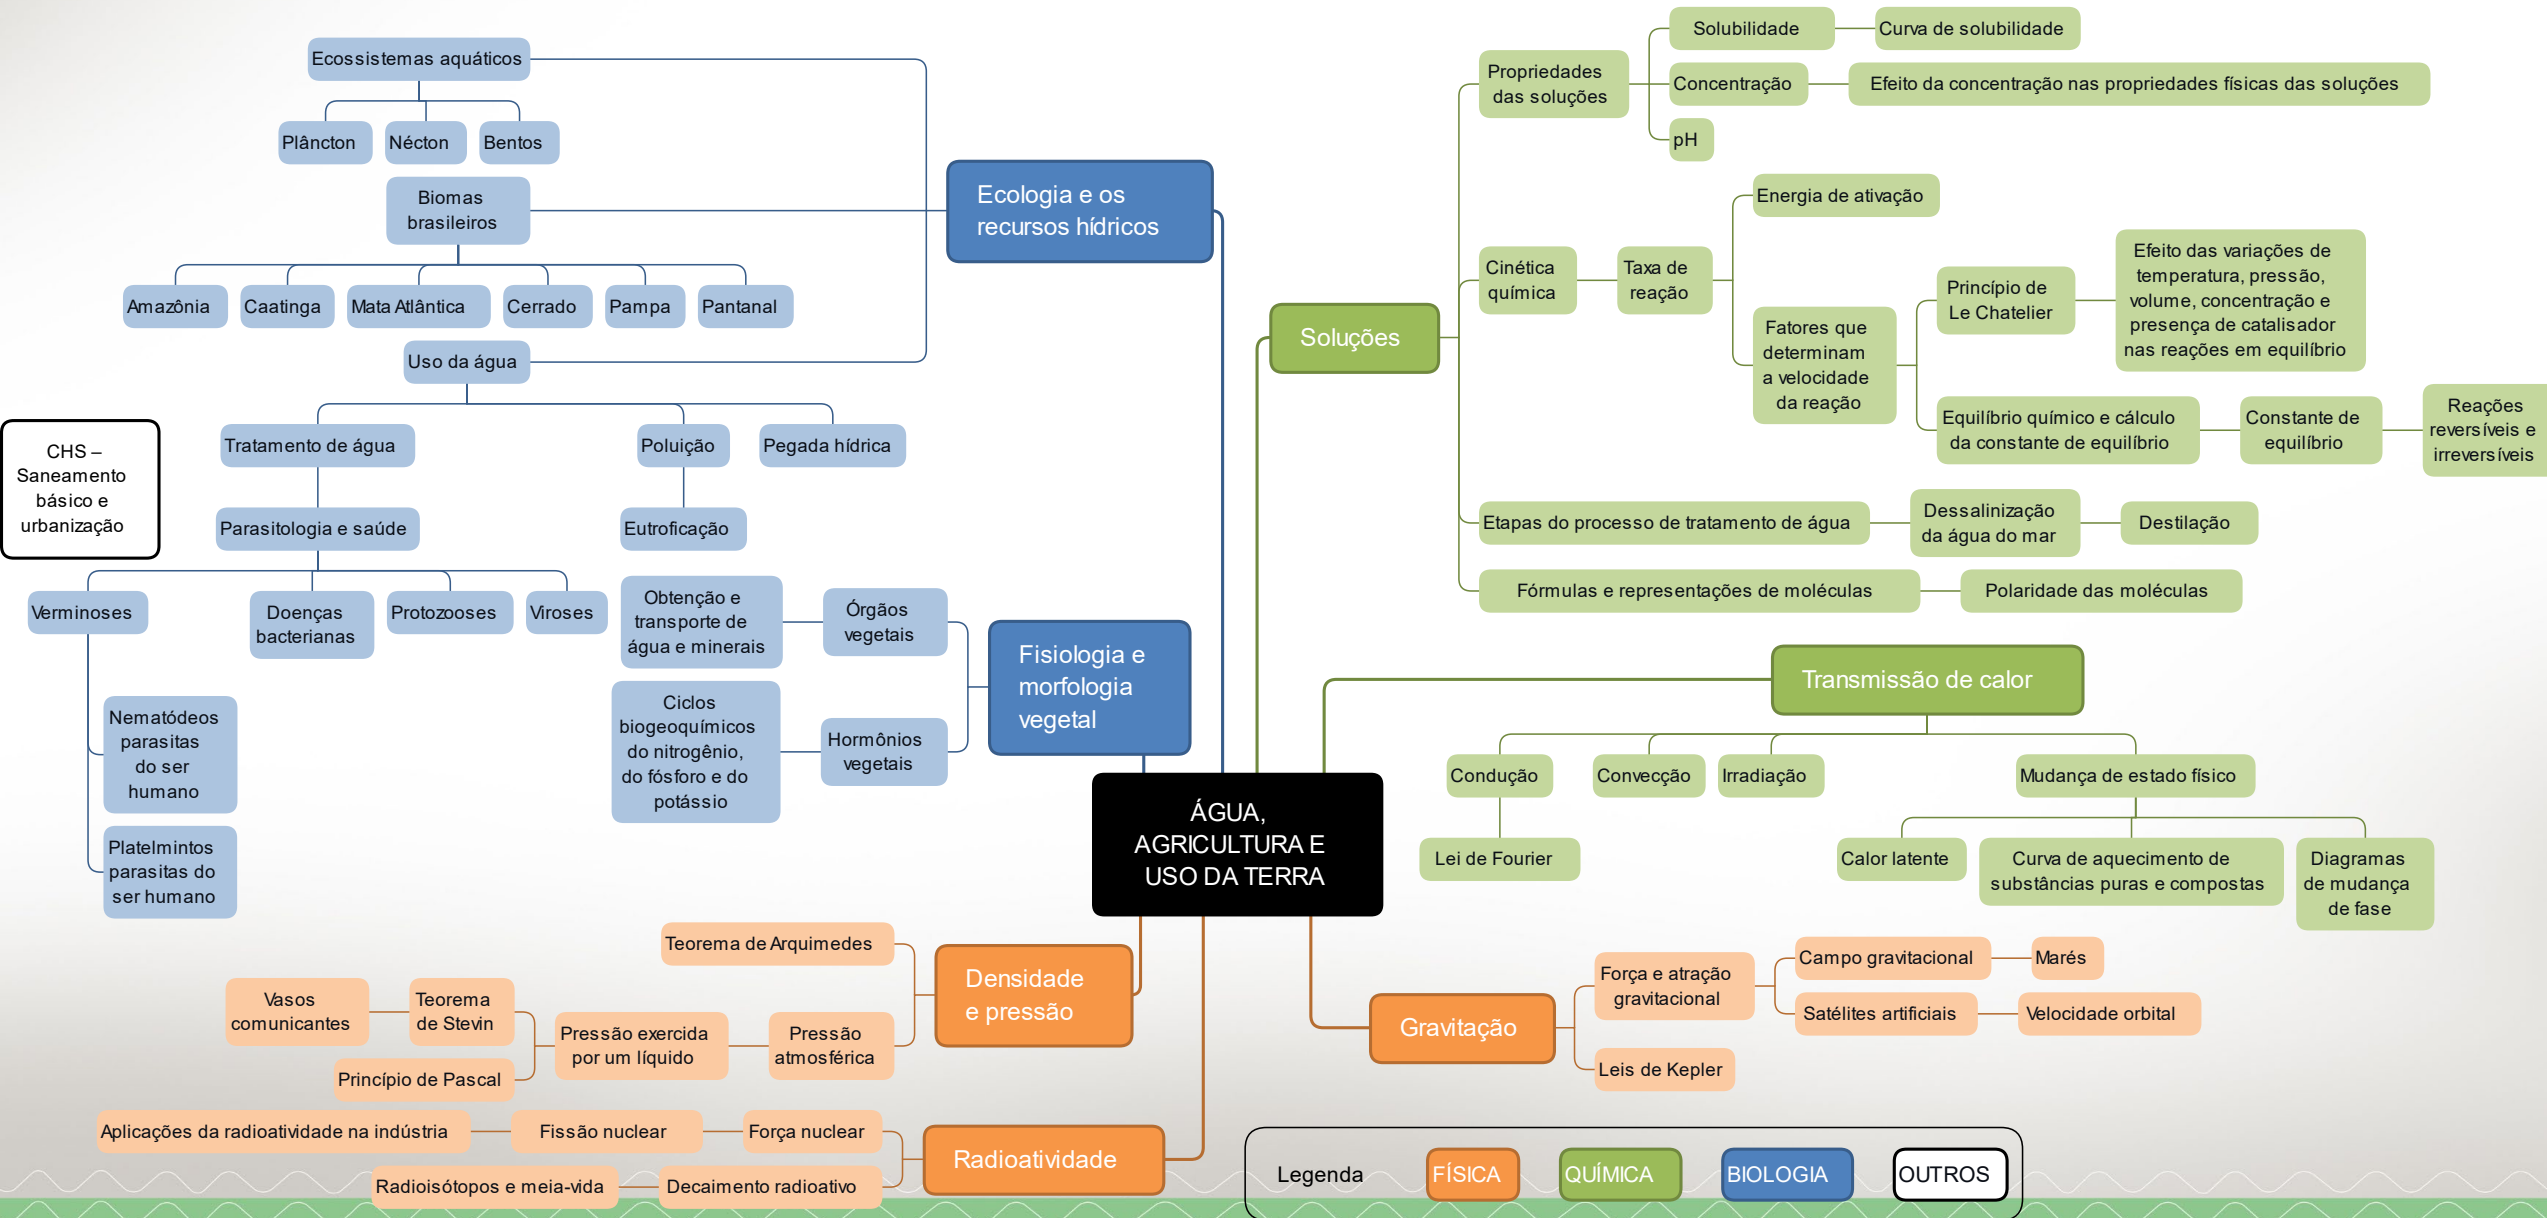 Ecossistemas aquáticos
Plâncton
Nécton
Bentos
Biomas
brasileiros
Amazônia
Caatinga
Mata Atlântica
Cerrado
Pampa
Pantanal
Uso da água
Tratamento de água
Poluição
Pegada hídrica
CHS –
Saneamento
básico e
urbanização
Parasitologia e saúde
Eutroficação
Verminoses
Doenças
bacterianas
Protozooses
Viroses
Nematódeos
parasitas
do ser
humano
Platelmintos
parasitas do
ser humano
Ecologia e os
recursos hídricos
Obtenção e
transporte de
água e minerais
Órgãos
vegetais
Ciclos
biogeoquímicos
do nitrogênio,
do fósforo e do
potássio
Hormônios
vegetais
Fisiologia e
morfologia
vegetal
Soluções
Propriedades
das soluções
Solubilidade
Curva de solubilidade
Concentração
Efeito da concentração nas propriedades físicas das soluções
pH
Cinética
química
Taxa de
reação
Energia de ativação
Fatores que
determinam
a velocidade
da reação
Princípio de
Le Chatelier
Efeito das variações de
temperatura, pressão,
volume, concentração e
presença de catalisador
nas reações em equilíbrio
Equilíbrio químico e cálculo
da constante de equilíbrio
Constante de
equilíbrio
Reações
reversíveis e
irreversíveis
Etapas do processo de tratamento de água
Dessalinização
da água do mar
Destilação
Fórmulas e representações de moléculas
Polaridade das moléculas
Transmissão de calor
Condução
Convecção
Irradiação
Mudança de estado físico
Lei de Fourier
Calor latente
Curva de aquecimento de
substâncias puras e compostas
Diagramas
de mudança
de fase
ÁGUA,
AGRICULTURA E
USO DA TERRA
Teorema de Arquimedes
Densidade
e pressão
Vasos
comunicantes
Teorema
de Stevin
Pressão exercida
por um líquido
Pressão
atmosférica
Princípio de Pascal
Aplicações da radioatividade na indústria
Fissão nuclear
Força nuclear
Radioatividade
Radioisótopos e meia-vida
Decaimento radioativo
Gravitação
Força e atração
gravitacional
Campo gravitacional
Marés
Satélites artificiais
Velocidade orbital
Leis de Kepler
Legenda
FÍSICA
QUÍMICA
BIOLOGIA
OUTROS